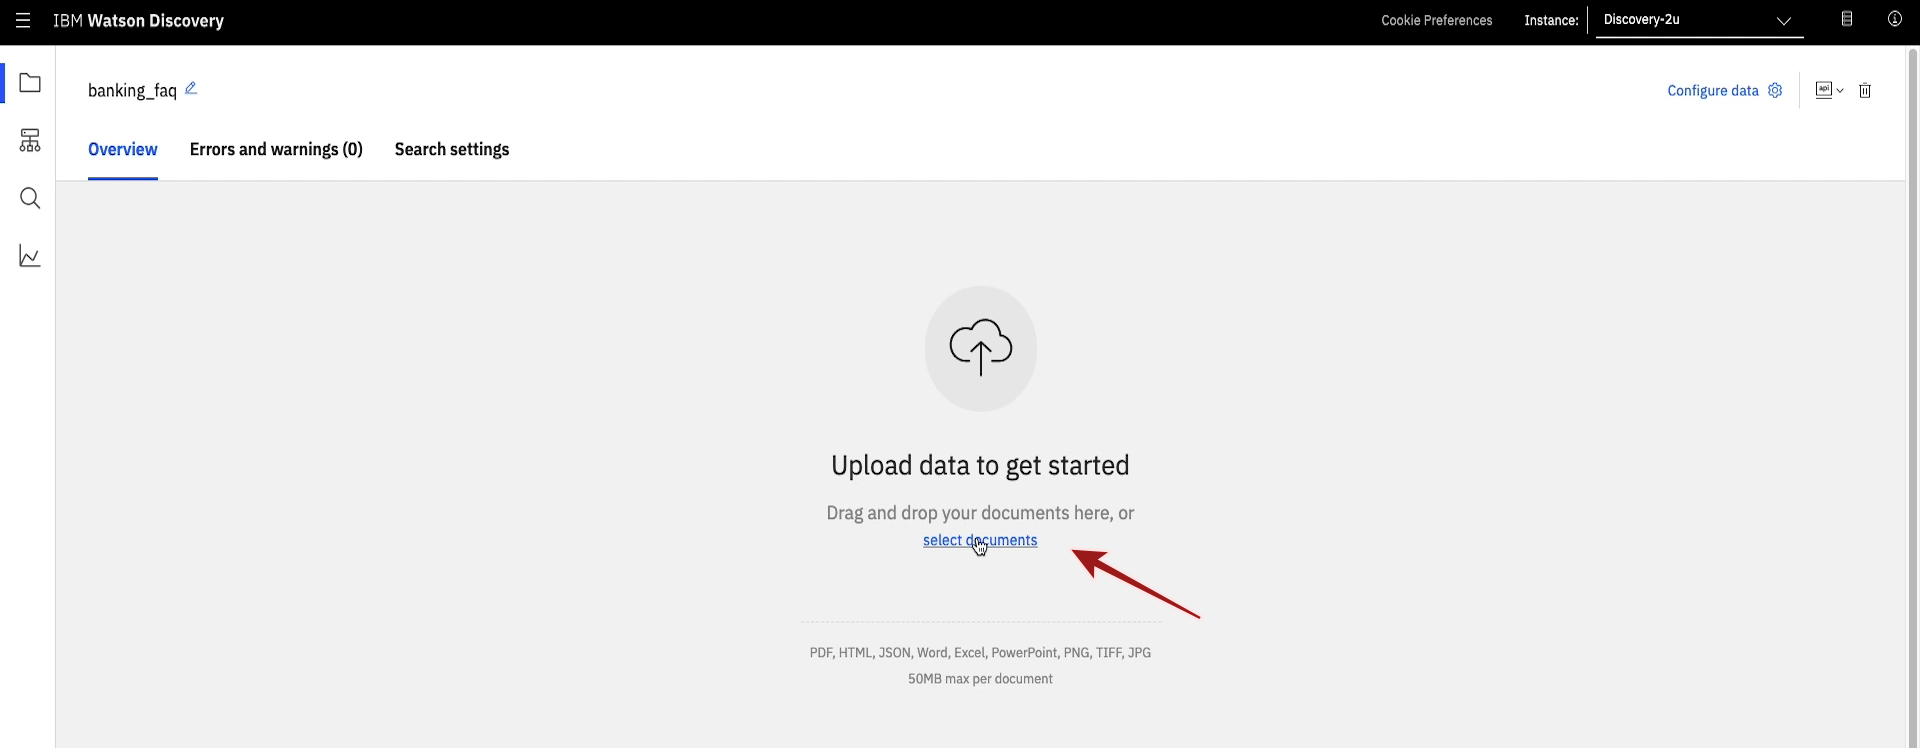 IBM Watson Discovery
Cookie Preferences
Instance:
Discovery-2u
banking_faq
Configure data
api
Overview
Errors and warnings (0)
Search settings
Upload data to get started
Drag and drop your documents here, or
select documents
PDF, HTML, JSON, Word, Excel, PowerPoint, PNG, TIFF, JPG
50MB max per document